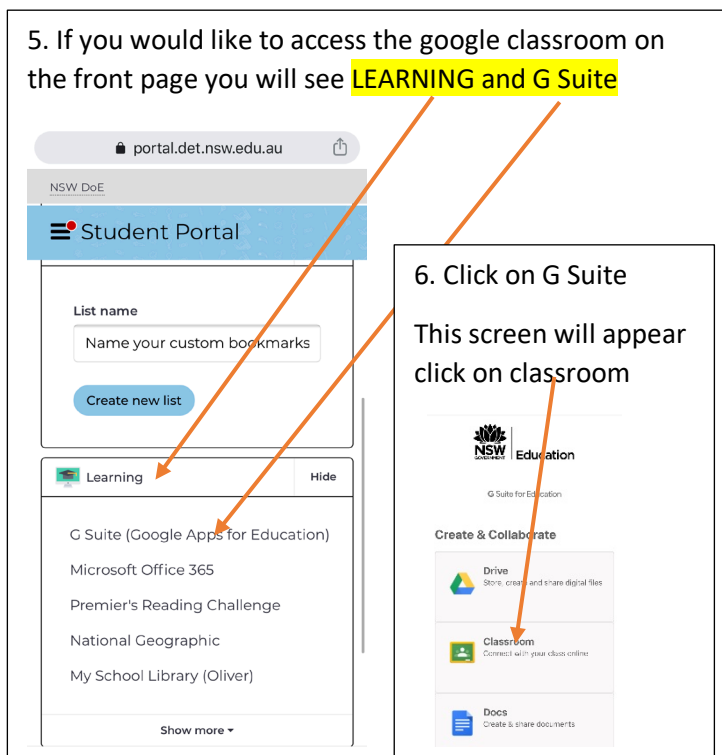 5. If you would like to access the google classroom on
the front page you will see LEARNING and G Suite
portal.det.nsw.edu.au
NSW DoE
Student Portal
List name
Name your custom bookmarks
Create new list
Learning
Hide
G Suite (Google Apps for Education)
Microsoft Office 365
Premier's Reading Challenge
National Geographic
My School Library (Oliver)
Show more
6. Click on G Suite
This screen will appear
click on classroom
NSW
GOVERNMENT
Education
G Suite for Education
Create & Collaborate
Drive
Store, create and share digital files
Classroom
Connect with your class online
Docs
Create & share documents